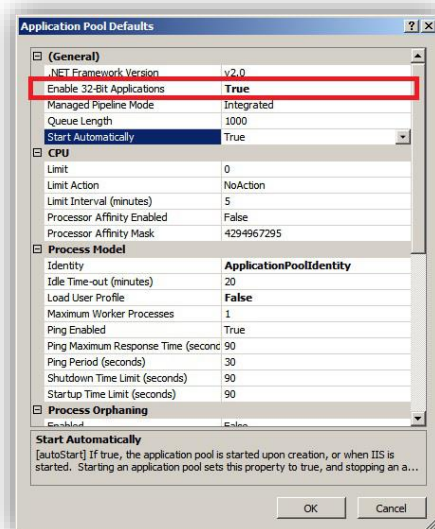 Application Pool Defaults
(General)
.NET Framework Version v2.0
Enable 32-Bit Applications True
Managed Pipeline Mode Integrated
Queue Length 1000
Start Automatically True
CPU
Limit 0
Limit Action NoAction
Limit Interval (minutes) 5
Processor Affinity Enabled False
Processor Affinity Mask 4294967295
Process Model
Identity ApplicationPoolIdentity
Idle Time-out (minutes) 20
Load User Profile False
Maximum Worker Processes 1
Ping Enabled True
Ping Maximum Response Time (second 90
Ping Period (seconds) 30
Shutdown Time Limit (seconds) 90
Startup Time Limit (seconds) 90
Process Orphaning
Enabled False
Start Automatically
[autoStart] If true, the application pool is started upon creation, or when IIS is
started. Starting an application pool sets this property to true, and stopping an a...
OK Cancel